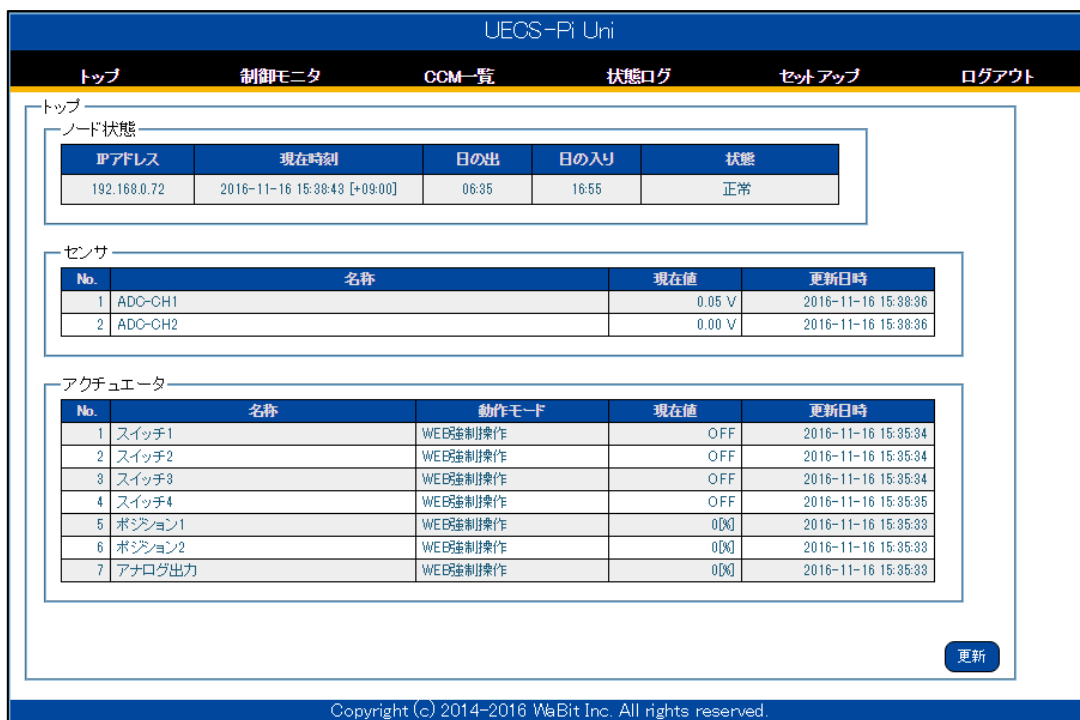 UECS-Pi Uni
トップ 制御モニタ CCM一覧 状態ログ セットアップ ログアウト
トップ
ノード状態
IPアドレス 現在時刻 日の出 日の入り 状態
192.168.0.72 2016-11-16 15:38:43 [+09:00] 06:35 16:55 正常
センサ
No. 名称 現在値 更新日時
1 ADC-CH1 0.05 V 2016-11-16 15:38:36
2 ADC-CH2 0.00 V 2016-11-16 15:38:36
アクチュエータ
No. 名称 動作モード 現在値 更新日時
1 スイッチ1 WEB強制操作 OFF 2016-11-16 15:35:34
2 スイッチ2 WEB強制操作 OFF 2016-11-16 15:35:34
3 スイッチ3 WEB強制操作 OFF 2016-11-16 15:35:34
4 スイッチ4 WEB強制操作 OFF 2016-11-16 15:35:35
5 ポジション1 WEB強制操作 0[%] 2016-11-16 15:35:33
6 ポジション2 WEB強制操作 0[%] 2016-11-16 15:35:33
7 アナログ出力 WEB強制操作 0[%] 2016-11-16 15:35:33
更新
Copyright (c) 2014-2016 WaBit Inc. All rights reserved.